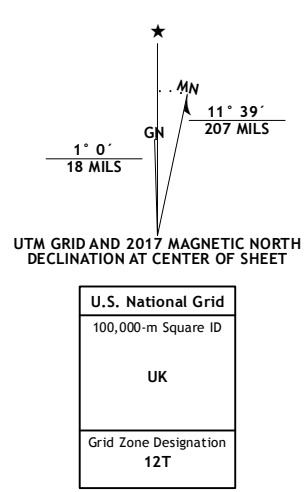 MN
11° 39´
207 MILS
GN
1° 0´
18 MILS
UTM GRID AND 2017 MAGNETIC NORTH
DECLINATION AT CENTER OF SHEET
U.S. National Grid
100,000-m Square ID
UK
Grid Zone Designation
12T